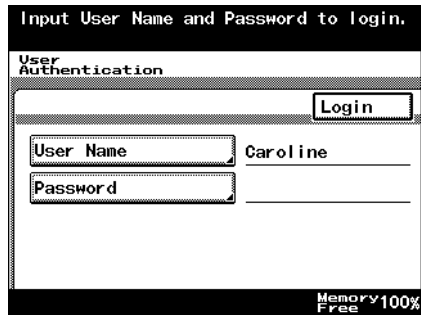 Input User Name and Password to login.
User
Authentication
Login
User Name Caroline
Password
Memory
Free 100%